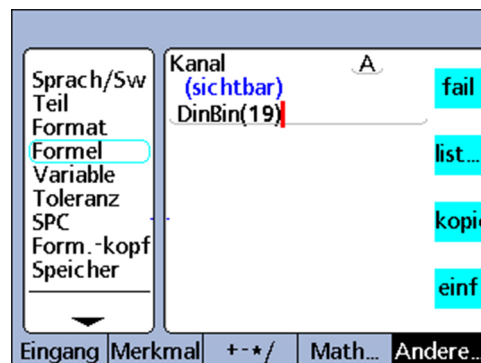 Sprach/Sw
Teil
Format
Formel
Variable
Toleranz
SPC
Form.-kopf
Speicher
Kanal A
(sichtbar)
DinBin(19)
fail
list...
kopi
einf
Eingang Merkmal +-*/ Math... Andere...